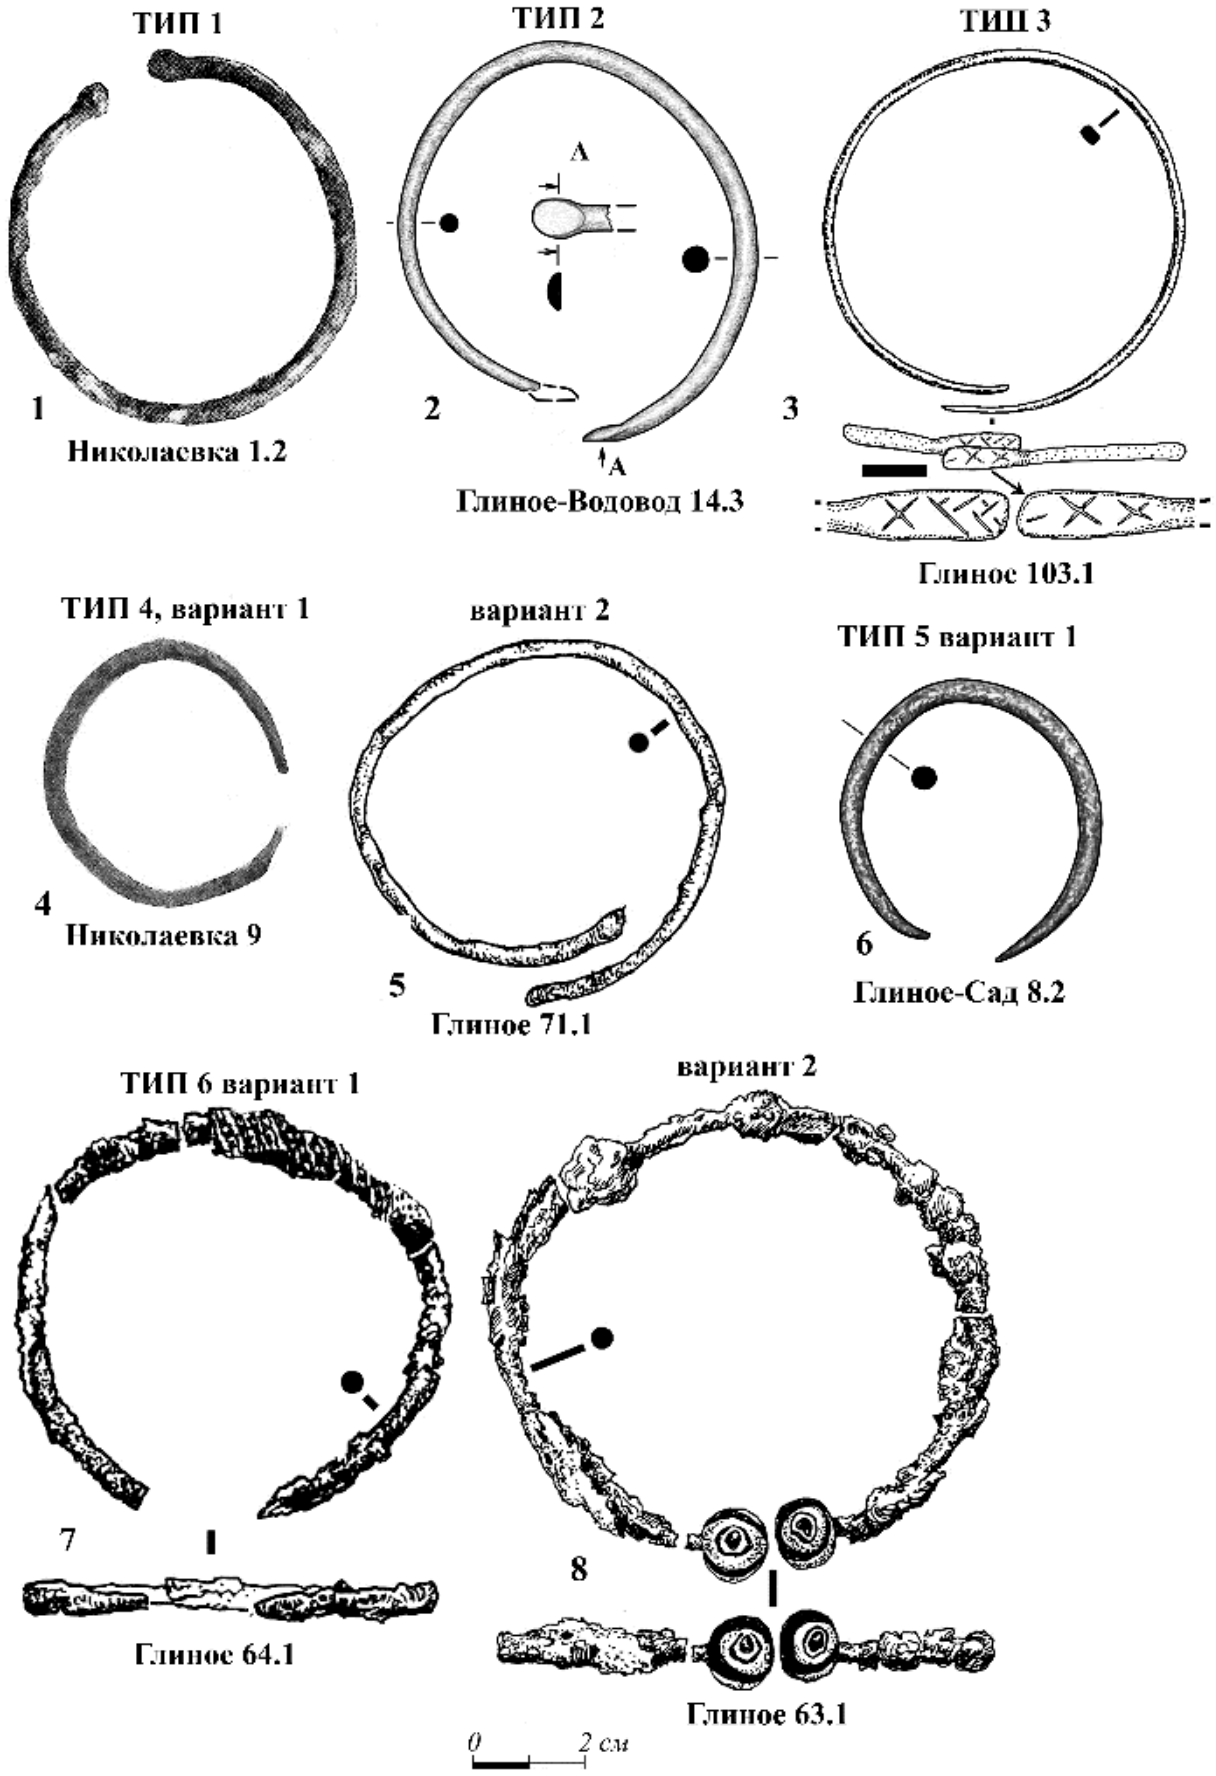 ТИП 1
ТИП 2
ТИП 3
А
1
2
А
3
Николаевка 1.2
Глиное-Водовод 14.3
Глиное 103.1
ТИП 4, вариант 1
вариант 2
ТИП 5 вариант 1
4
Николаевка 9
5
Глиное 71.1
6
Глиное-Сад 8.2
ТИП 6 вариант 1
вариант 2
7
Глиное 64.1
8
Глиное 63.1
0 2 см